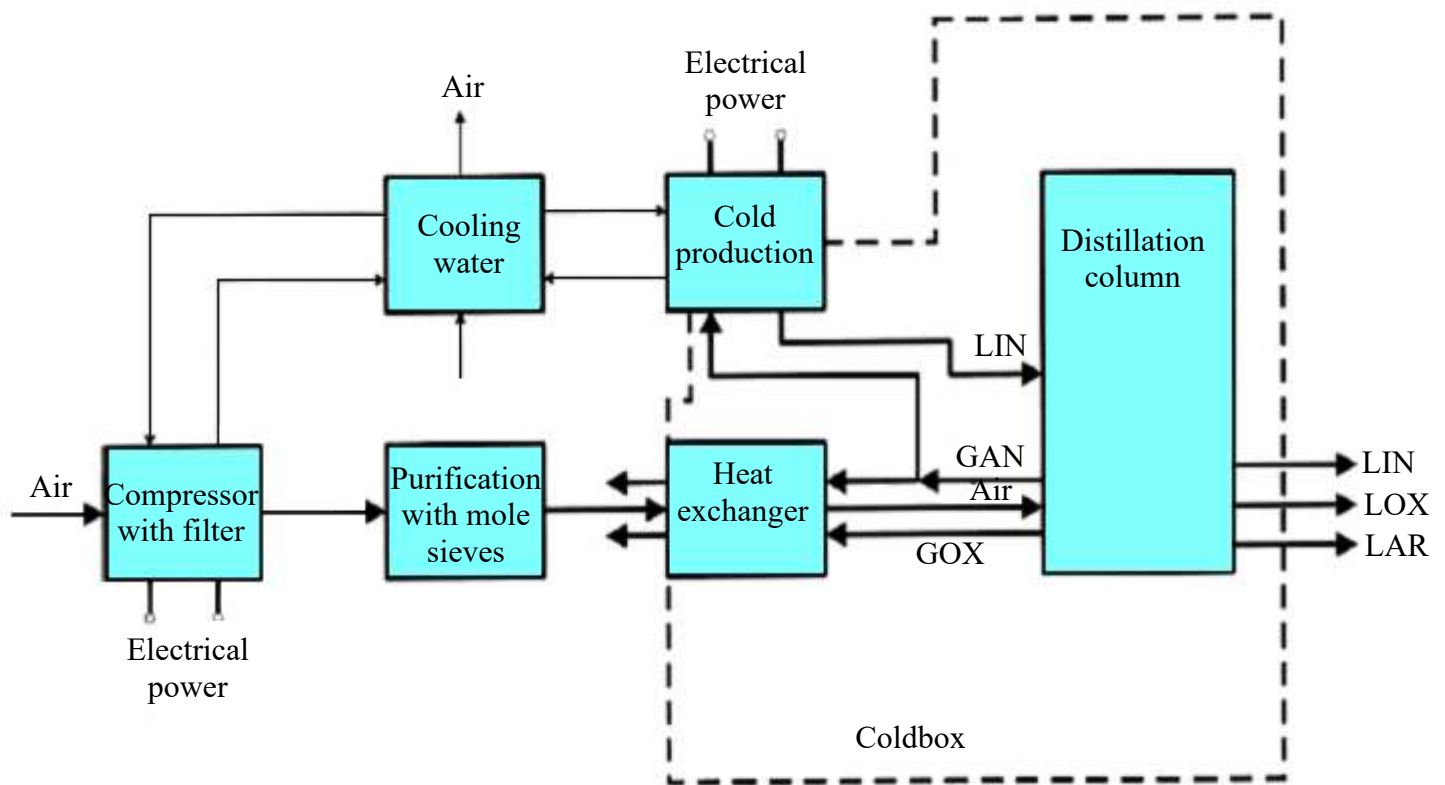 Air
Electrical
power
Cooling
water
Cold
production
Distillation
column
LIN
Air
Compressor
with filter
Purification
with mole
sieves
Heat
exchanger
GAN
Air
GOX
LIN
LOX
LAR
Electrical
power
Coldbox